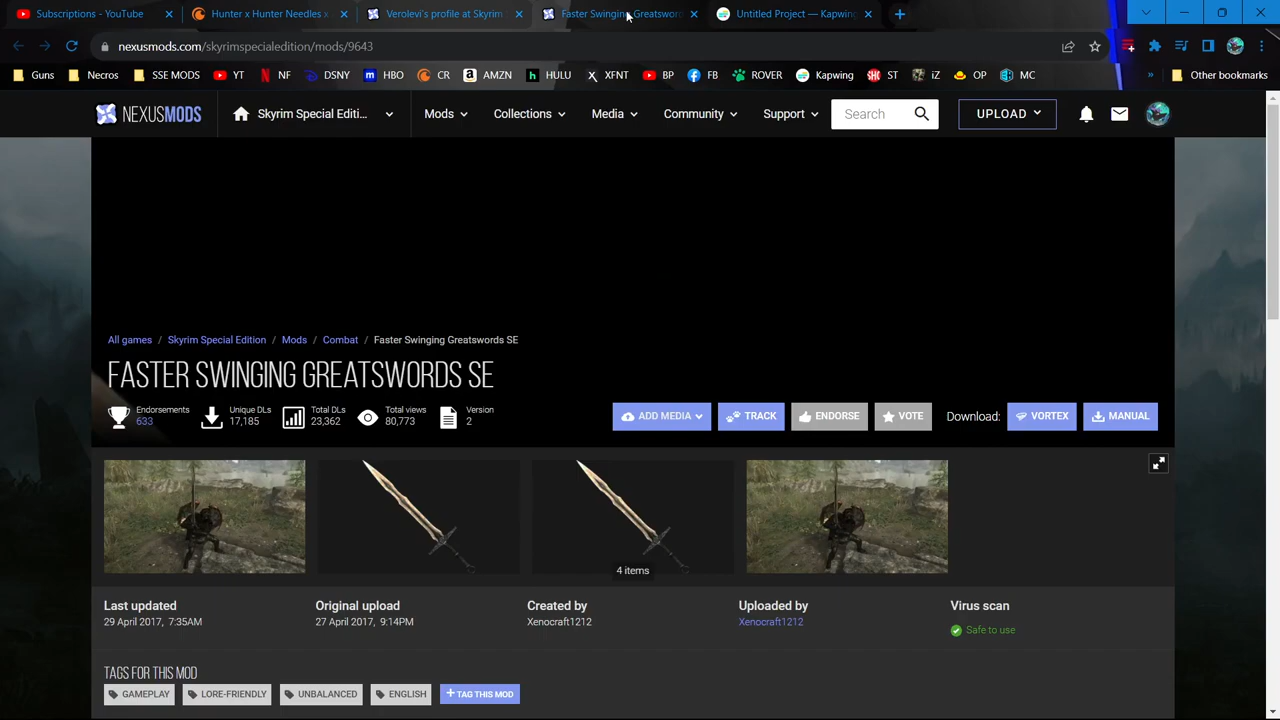 Subscriptions - YouTube
Hunter x Hunter Needles x
Verolevi's profile at Skyrim
Faster Swinging Greatsword
Untitled Project — Kapwing
nexusmods.com/skyrimspecialedition/mods/9643
Guns Necros SSE MODS YT NF DSNY HBO CR AMZN HULU XFNT BP FB ROVER Kapwing ST iZ OP MC » Other bookmarks
NEXUSMODS Skyrim Special Editi... Mods Collections Media Community Support Search UPLOAD
All games / Skyrim Special Edition / Mods / Combat / Faster Swinging Greatswords SE
FASTER SWINGING GREATSWORDS SE
Endorsements
633
Unique DLs
17,185
Total DLs
23,362
Total views
80,773
Version
2
ADD MEDIA TRACK ENDORSE VOTE Download: VORTEX MANUAL
4 items
Last updated
29 April 2017, 7:35AM
Original upload
27 April 2017, 9:14PM
Created by
Xenocraft1212
Uploaded by
Xenocraft1212
Virus scan
Safe to use
TAGS FOR THIS MOD
GAMEPLAY LORE-FRIENDLY UNBALANCED ENGLISH + TAG THIS MOD